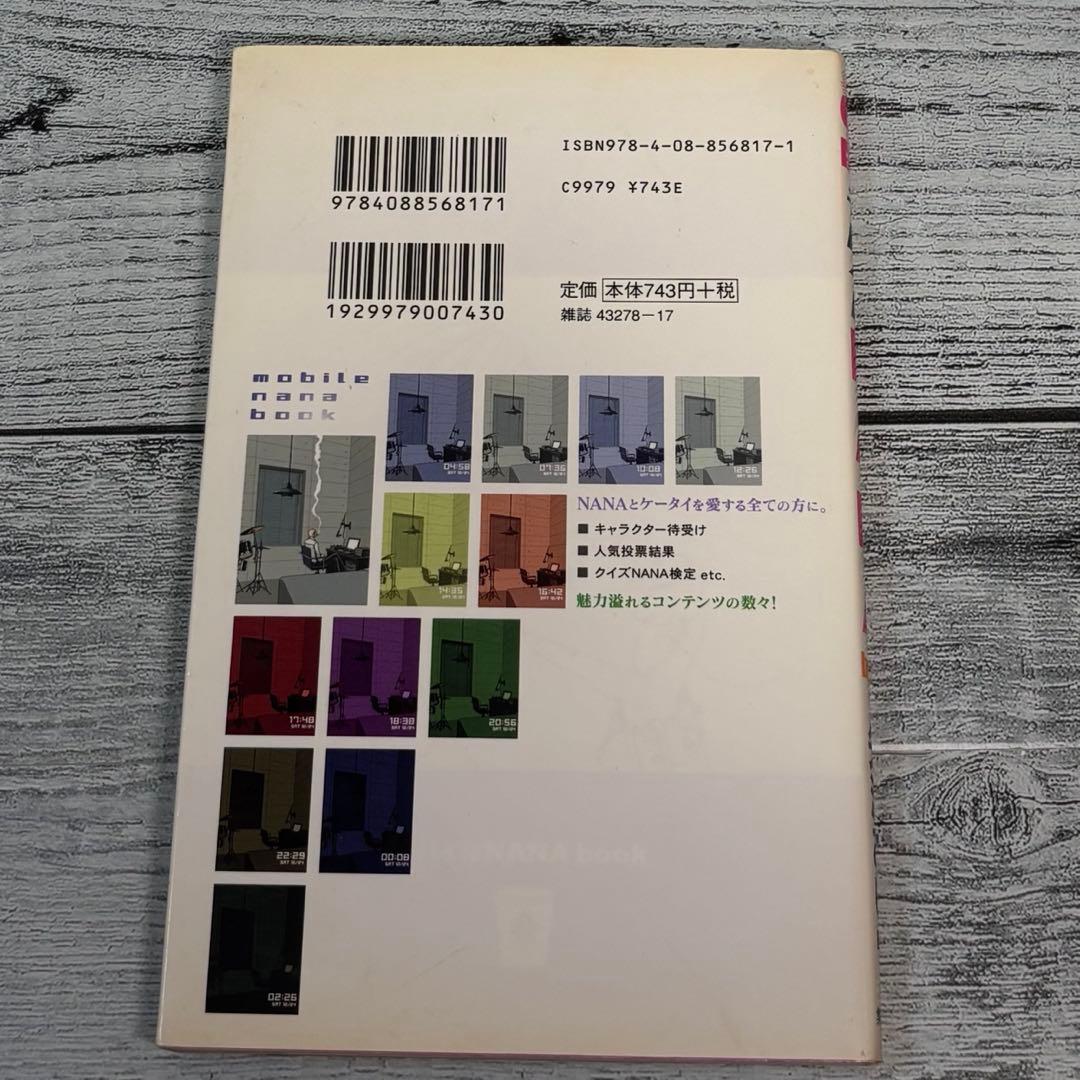 ISBN978-4-08-856817-1
9784088568171
C9979 ¥743E
1929979007430
定価 本体743円+税
雑誌 43278-17
mobile
nana
book
04:58
07:35
10:08
12:26
NANAとケータイを愛する全ての方に。
■ キャラクター待受け
■ 人気投票結果
■ クイズNANA検定 etc.
魅力溢れるコンテンツの数々!
14:35
16:42
17:48
18:38
20:56
22:29
00:08
02:26